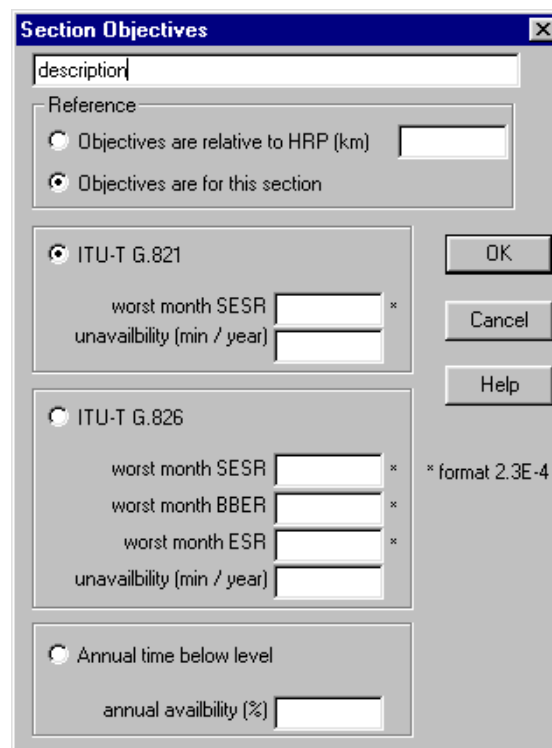 Section Objectives
description
Reference
Objectives are relative to HRP (km)
Objectives are for this section
ITU-T G.821
OK
worst month SESR *
unavailbility (min / year)
Cancel
Help
ITU-T G.826
worst month SESR * * format 2.3E-4
worst month BBER *
worst month ESR *
unavailbility (min / year)
Annual time below level
annual availbility (%)